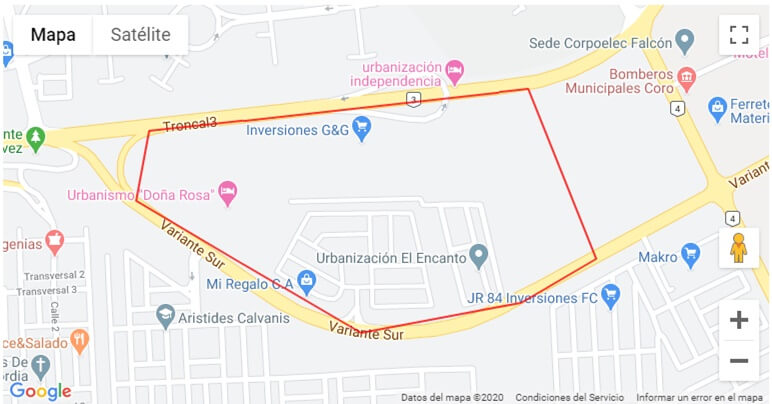 Mapa
Satélite
Sede Corpoelec Falcón
urbanización
independencia
Bomberos
Municipales Coro
Motel
3
4
Ferrete
Materi
Troncal3
Inversiones G&G
nte
vez
Urbanismo "Doña Rosa"
Variante
4
Variante Sur
Urbanización El Encanto
Makro
genias
Transversal 2
Transversal 3
Calle 2
Mi Regalo C.A
JR 84 Inversiones FC
Aristides Calvanis
Variante Sur
ce&Salado
s De
ordia
Google
Datos del mapa ©2020
Condiciones del Servicio
Informar un error en el mapa